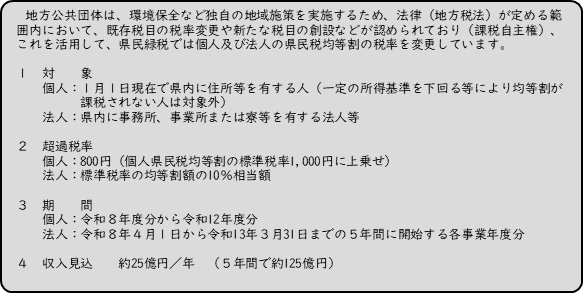 地方公共団体は、環境保全など独自の地域施策を実施するため、法律（地方税法）が定める範
囲内において、既存税目の税率変更や新たな税目の創設などが認められており（課税自主権）、
これを活用して、県民緑税では個人及び法人の県民税均等割の税率を変更しています。
１　対　　象
個人：１月１日現在で県内に住所等を有する人（一定の所得基準を下回る等により均等割が
課税されない人は対象外）
法人：県内に事務所、事業所または寮等を有する法人等
２　超過税率
個人：800円（個人県民税均等割の標準税率1,000円に上乗せ）
法人：標準税率の均等割額の10％相当額
３　期　　間
個人：令和８年度分から令和12年度分
法人：令和８年４月１日から令和13年３月31日までの５年間に開始する各事業年度分
４　収入見込　　約25億円／年　（５年間で約125億円）